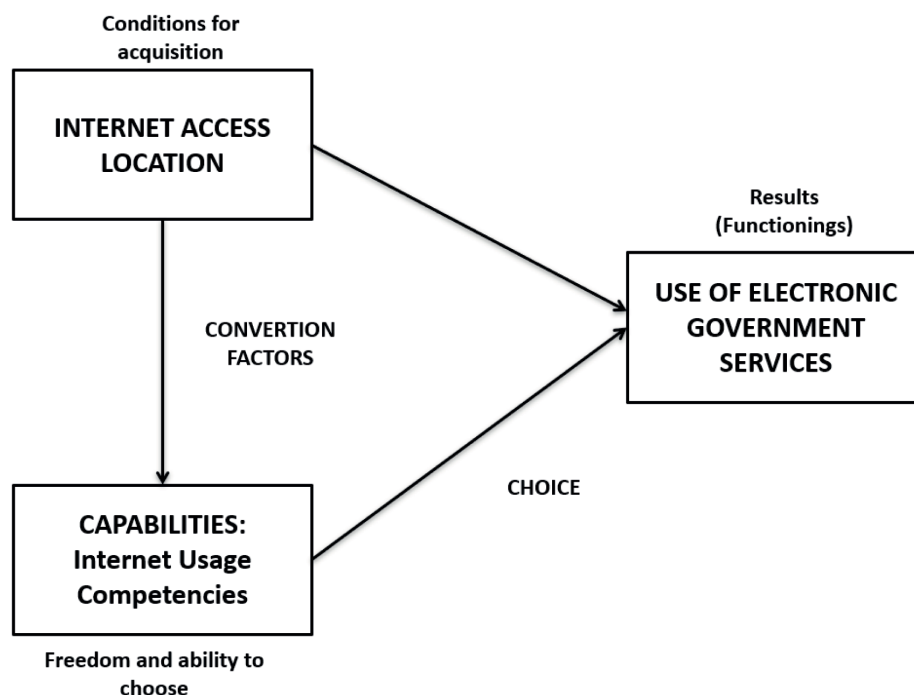 Conditions for
acquisition
INTERNET ACCESS
LOCATION
Results
(Functionings)
USE OF ELECTRONIC
GOVERNMENT
SERVICES
CONVERTION
FACTORS
CHOICE
CAPABILITIES:
Internet Usage
Competencies
Freedom and ability to
choose